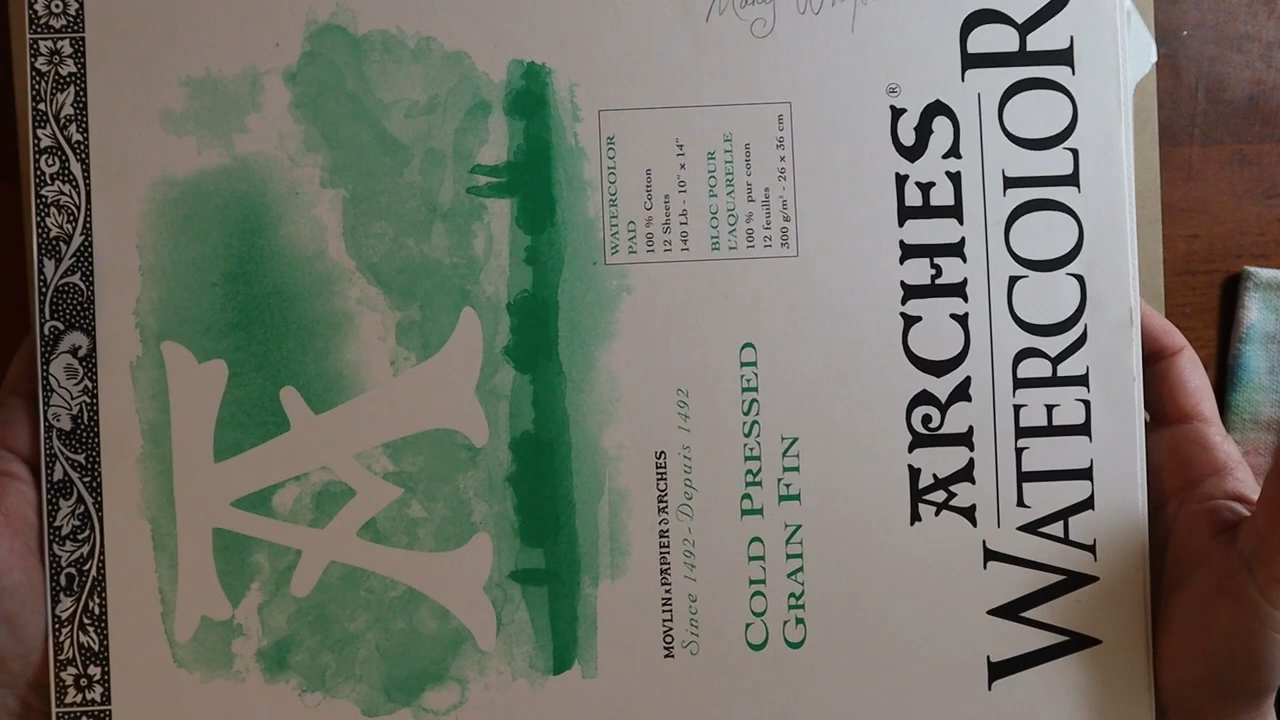 A
MOVLIN À PAPIER D'ARCHES
Since 1492-Depuis 1492
COLD PRESSED
GRAIN FIN
WATERCOLOR
PAD
100 % Cotton
12 Sheets
140 Lb - 10" x 14"
BLOC POUR
L'AQUARELLE
100 % pur coton
12 feuilles
300 g/m² - 26 x 36 cm
Mary
ARCHES®
WATERCOLOR